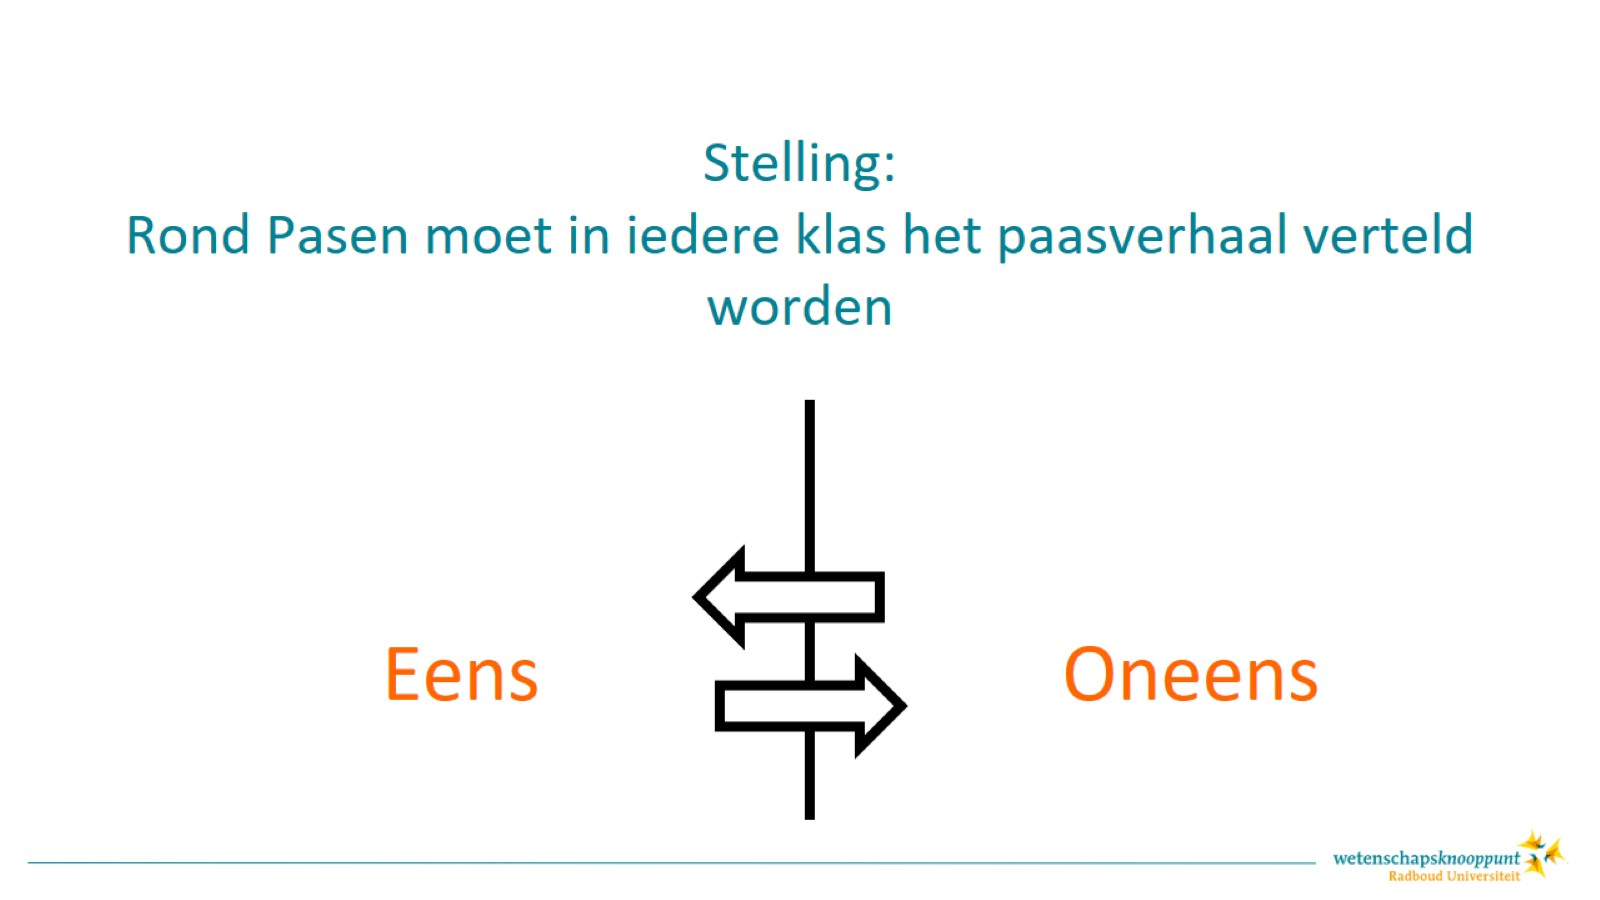 Stelling:
Rond Pasen moet in iedere klas het paasverhaal verteld
worden
Eens
Oneens
wetenschapsknooppunt
Radboud Universiteit